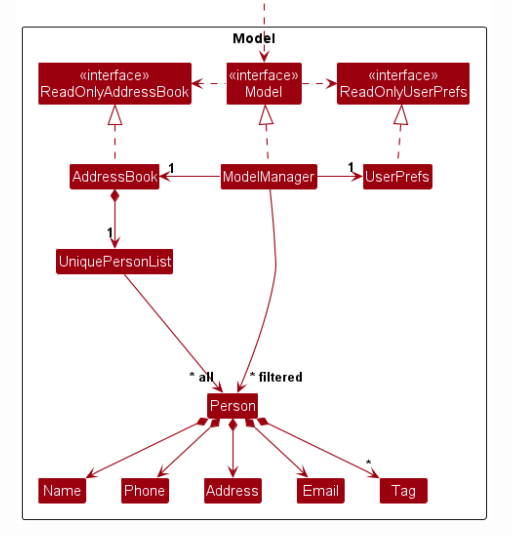 Model
«interface»
ReadOnlyAddressBook
«interface»
Model
«interface»
ReadOnlyUserPrefs
AddressBook
1
ModelManager
1
UserPrefs
1
UniquePersonList
* all
* filtered
Person
*
Name
Phone
Address
Email
Tag